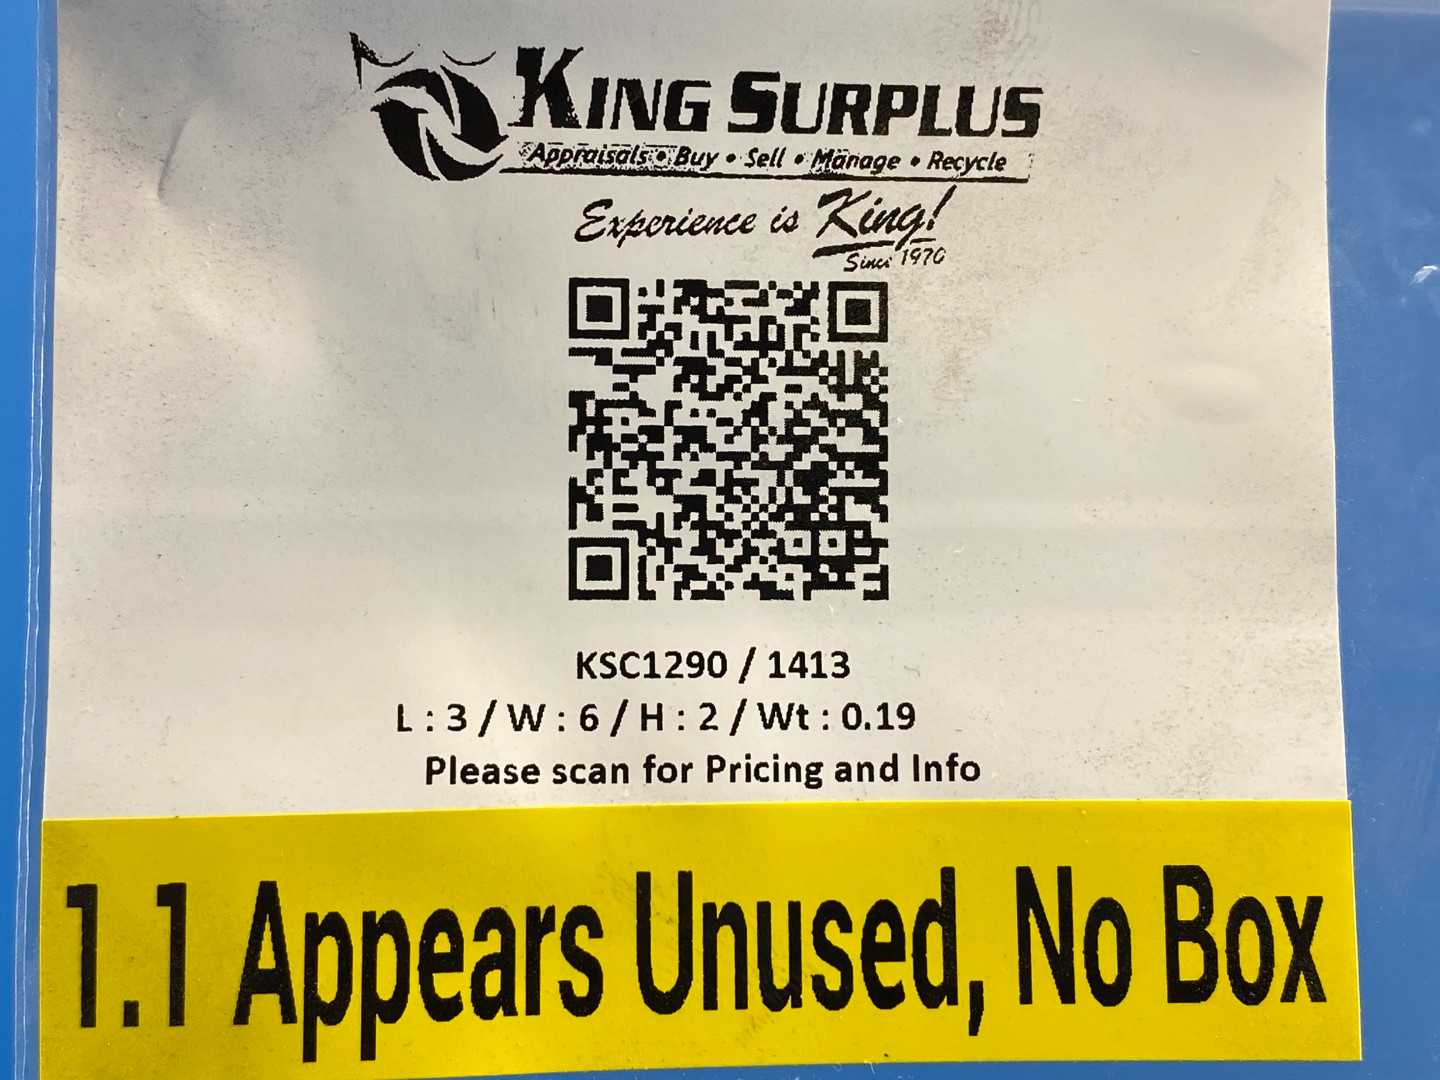 KING SURPLUS
Appraisals • Buy • Sell • Manage • Recycle
Experience is King!
Since 1970
KSC1290 / 1413
L : 3 / W : 6 / H : 2 / Wt : 0.19
Please scan for Pricing and Info
1.1 Appears Unused, No Box